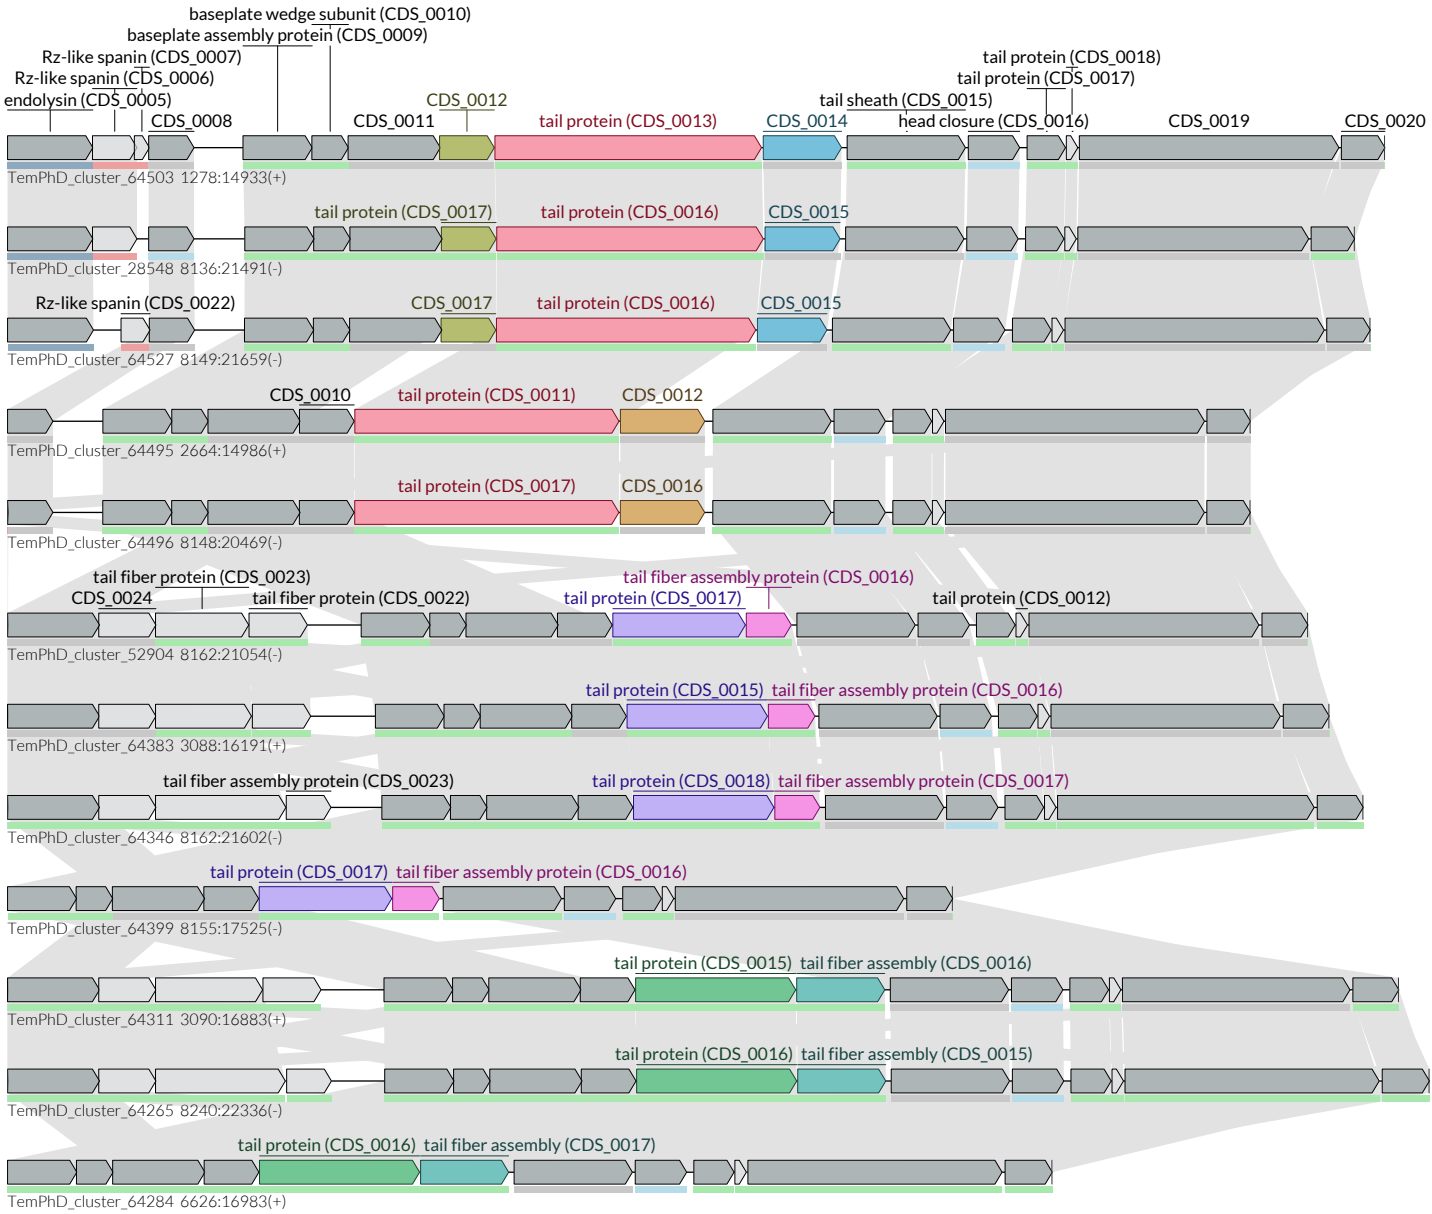 baseplate wedge subunit (CDS_0010)
baseplate assembly protein (CDS_0009)
Rz-like spanin (CDS_0007)
tail protein (CDS_0018)
Rz-like spanin (CDS_0006)
tail protein (CDS_0017)
endolysin (CDS_0005)
CDS_0012
tail sheath (CDS_0015)
CDS_0008
CDS_0011
tail protein (CDS_0013)
CDS_0014
head closure (CDS_0016)
CDS_0019
CDS_0020
TemPhD_cluster_64503 1278:14933(+)
tail protein (CDS_0017)
tail protein (CDS_0016)
CDS_0015
TemPhD_cluster_28548 8136:21491(-)
Rz-like spanin (CDS_0022)
CDS_0017
tail protein (CDS_0016)
CDS_0015
TemPhD_cluster_64527 8149:21659(-)
CDS_0010
tail protein (CDS_0011)
CDS_0012
TemPhD_cluster_64495 2664:14986(+)
tail protein (CDS_0017)
CDS_0016
TemPhD_cluster_64496 8148:20469(-)
tail fiber protein (CDS_0023)
tail fiber assembly protein (CDS_0016)
CDS_0024
tail fiber protein (CDS_0022)
tail protein (CDS_0017)
tail protein (CDS_0012)
TemPhD_cluster_52904 8162:21054(-)
tail protein (CDS_0015)
tail fiber assembly protein (CDS_0016)
TemPhD_cluster_64383 3088:16191(+)
tail fiber assembly protein (CDS_0023)
tail protein (CDS_0018)
tail fiber assembly protein (CDS_0017)
TemPhD_cluster_64346 8162:21602(-)
tail protein (CDS_0017)
tail fiber assembly protein (CDS_0016)
TemPhD_cluster_64399 8155:17525(-)
tail protein (CDS_0015)
tail fiber assembly (CDS_0016)
TemPhD_cluster_64311 3090:16883(+)
tail protein (CDS_0016)
tail fiber assembly (CDS_0015)
TemPhD_cluster_64265 8240:22336(-)
tail protein (CDS_0016)
tail fiber assembly (CDS_0017)
TemPhD_cluster_64284 6626:16983(+)